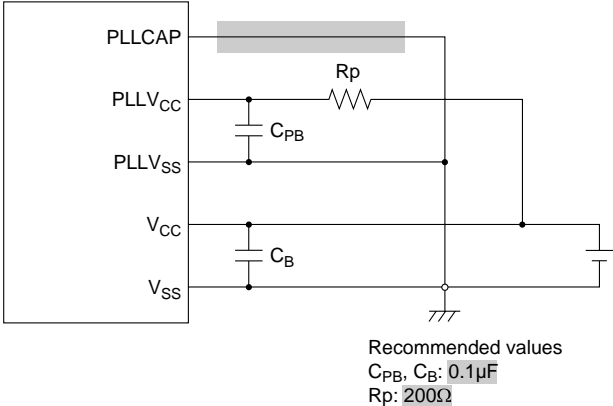 PLLCAP
Rp
PLLVCC
CPB
PLLVSS
VCC
CB
VSS
Recommended values
CPB, CB: 0.1μF
Rp: 200Ω